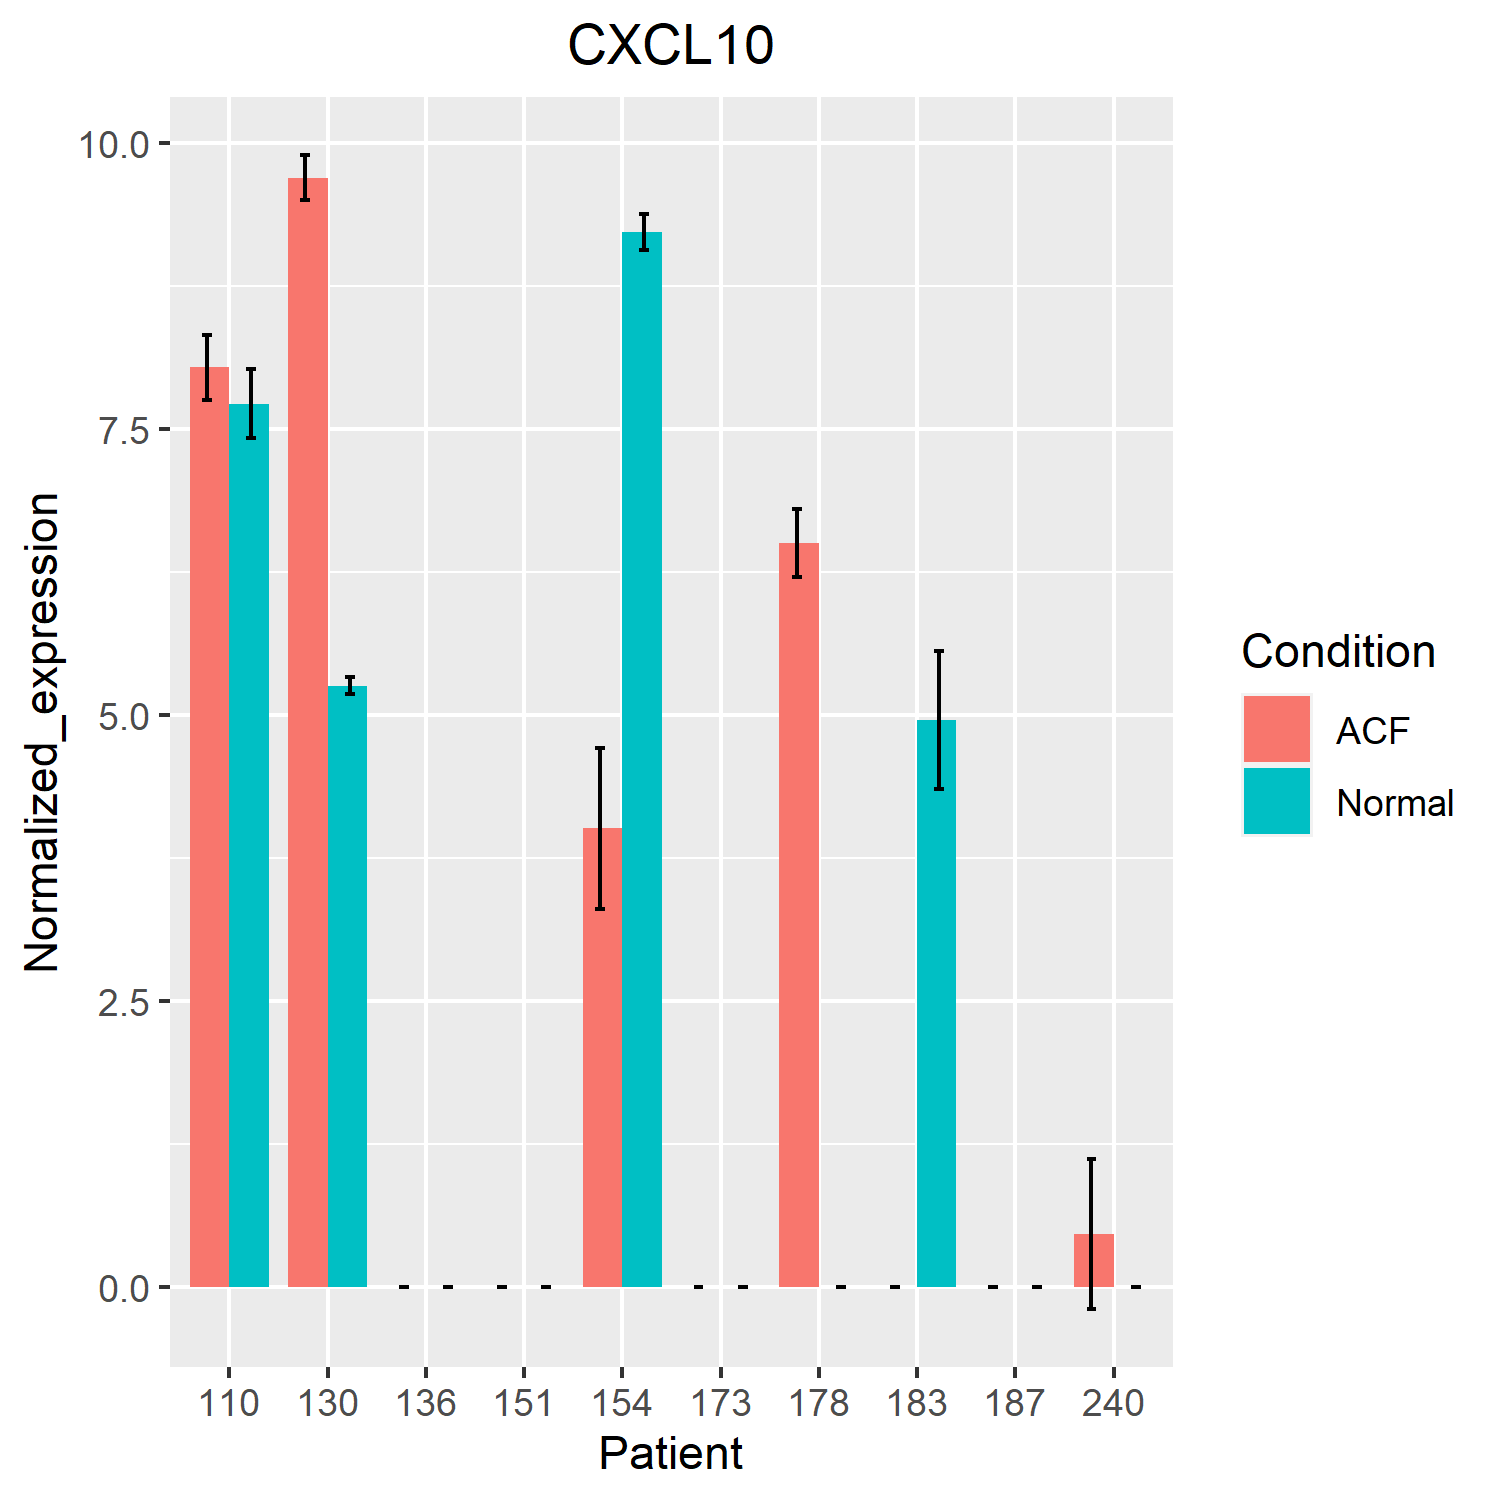 CXCL10
10.0
7.5
5.0
2.5
0.0
Normalized_expression
110 130 136 151 154 173 178 183 187 240
Patient
Condition
ACF
Normal